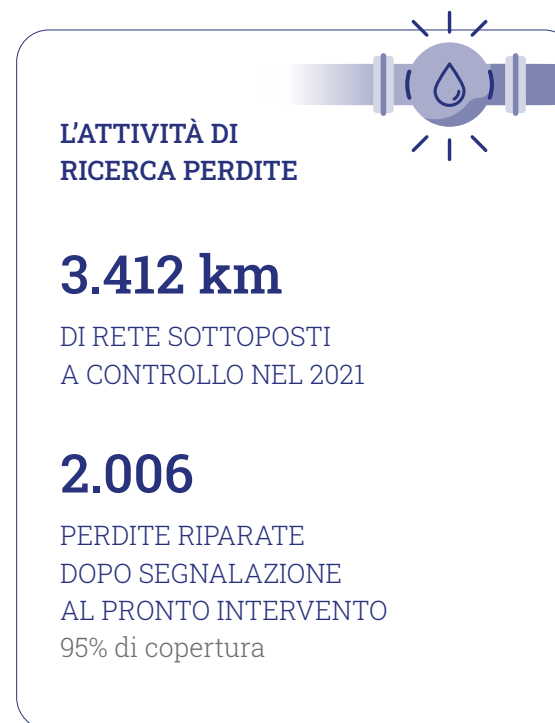 L'ATTIVITÀ DI
RICERCA PERDITE
3.412 km
DI RETE SOTTOPOSTI
A CONTROLLO NEL 2021
2.006
PERDITE RIPARATE
DOPO SEGNALAZIONE
AL PRONTO INTERVENTO
95% di copertura